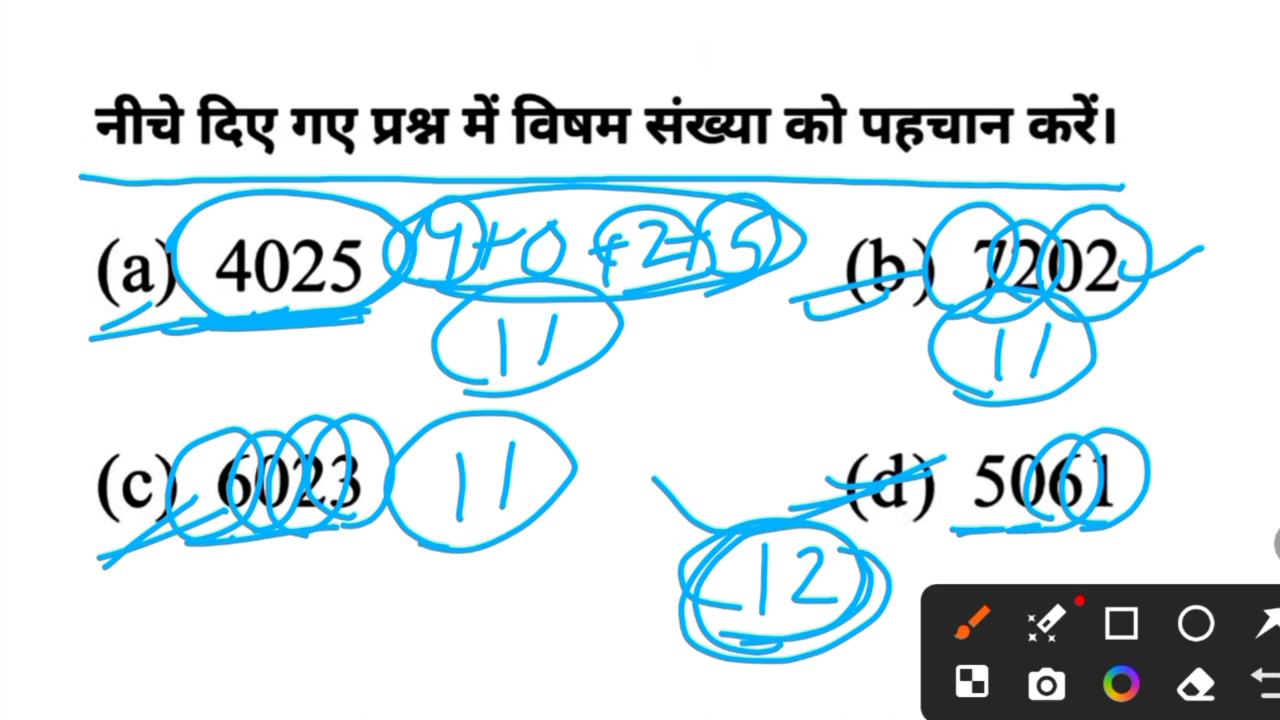 नीचे दिए गए प्रश्न में विषम संख्या को पहचान करें।
(a) 4025 4+0+2+5 (b) 7202
11 11
(c) 6023 11 (d) 5061
12